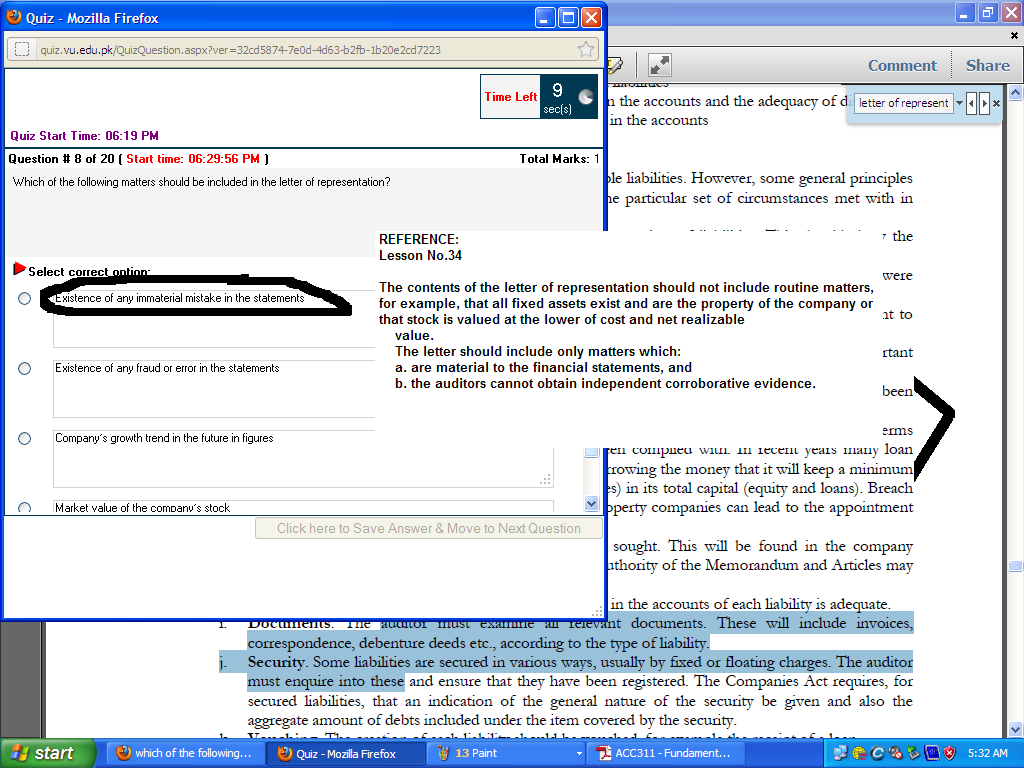 Quiz - Mozilla Firefox
quiz.vu.edu.pk/QuizQuestion.aspx?ver=32cd5874-7e0d-4d63-b2fb-1b20e2cd7223
Time Left 9 sec(s)
Quiz Start Time: 06:19 PM
Question # 8 of 20 ( Start time: 06:29:56 PM )
Total Marks: 1
Which of the following matters should be included in the letter of representation?
Select correct option:
Existence of any immaterial mistake in the statements
Existence of any fraud or error in the statements
Company's growth trend in the future in figures
Market value of the company's stock
Click here to Save Answer & Move to Next Question
REFERENCE:
Lesson No.34
The contents of the letter of representation should not include routine matters,
for example, that all fixed assets exist and are the property of the company or
that stock is valued at the lower of cost and net realizable
value.
The letter should include only matters which:
a. are material to the financial statements, and
b. the auditors cannot obtain independent corroborative evidence.
Comment
Share
letter of represent
liabilities
in the accounts and the adequacy of
in the accounts
liabilities. However, some general principles
particular set of circumstances met with in
the
were
to
been
compiled with. In recent years many loan
the money that it will keep a minimum
in its total capital (equity and loans). Breach
companies can lead to the appointment
sought. This will be found in the company
of the Memorandum and Articles may
in the accounts of each liability is adequate.
i. Documents. The auditor must examine all relevant documents. These will include invoices,
correspondence, debenture deeds etc., according to the type of liability.
j. Security. Some liabilities are secured in various ways, usually by fixed or floating charges. The auditor
must enquire into these and ensure that they have been registered. The Companies Act requires, for
secured liabilities, that an indication of the general nature of the security be given and also the
aggregate amount of debts included under the item covered by the security.
start
which of the following...
Quiz - Mozilla Firefox
13 Paint
ACC311 - Fundament...
5:32 AM